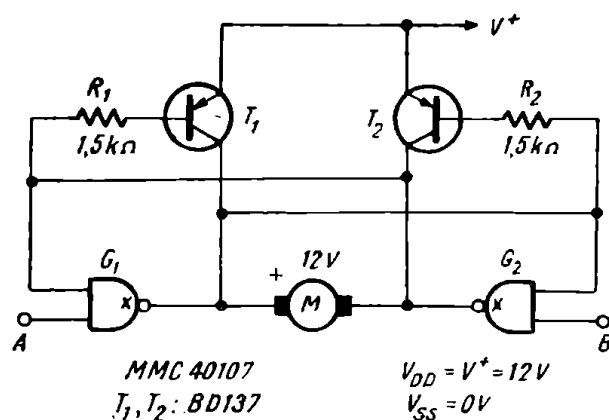 V⁺
R₁
1,5kΩ
T₁
T₂
R₂
1,5kΩ
G₁
12V
G₂
+
x
M
x
A
B
MMC 40107
T₁, T₂ : BD137
V_DD = V⁺ = 12V
V_SS = 0V